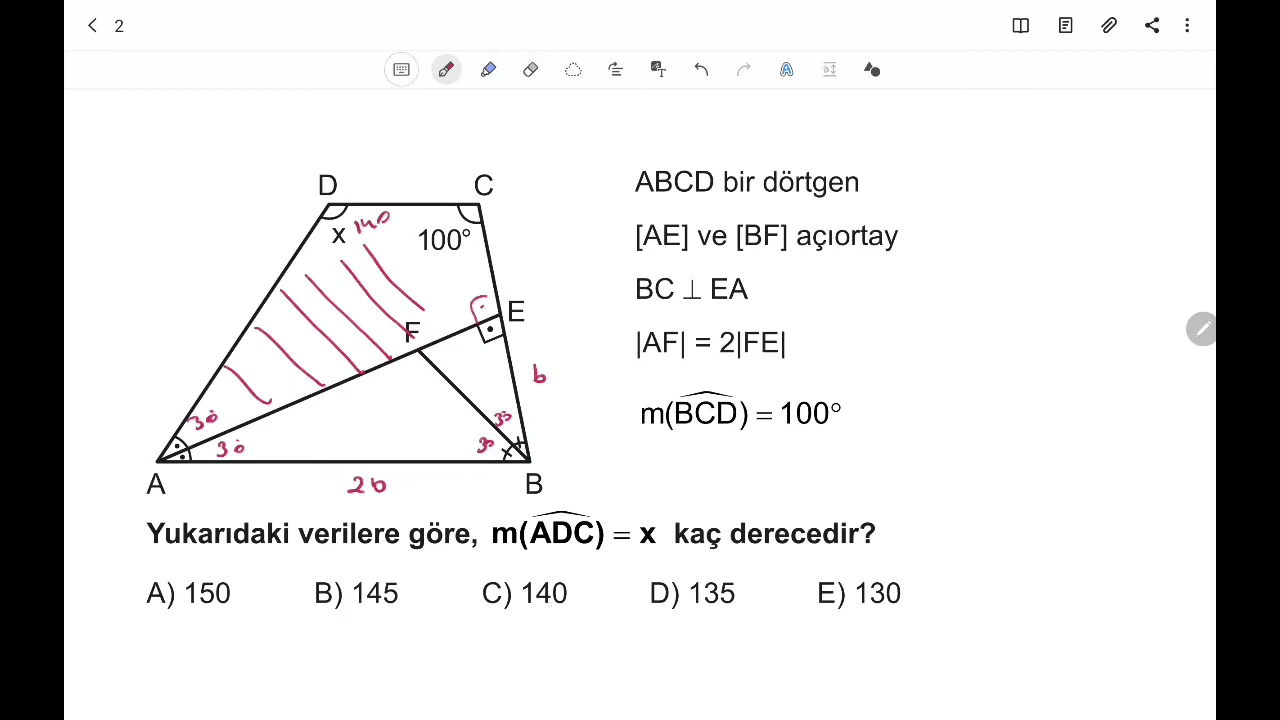 2
D
C
x
140
100°
E
F
b
30
30
30
30
A
2b
B
ABCD bir dörtgen
[AE] ve [BF] açıortay
BC ⊥ EA
|AF| = 2|FE|
m(BCD) = 100°
Yukarıdaki verilere göre, m(ADC) = x kaç derecedir?
A) 150 B) 145 C) 140 D) 135 E) 130